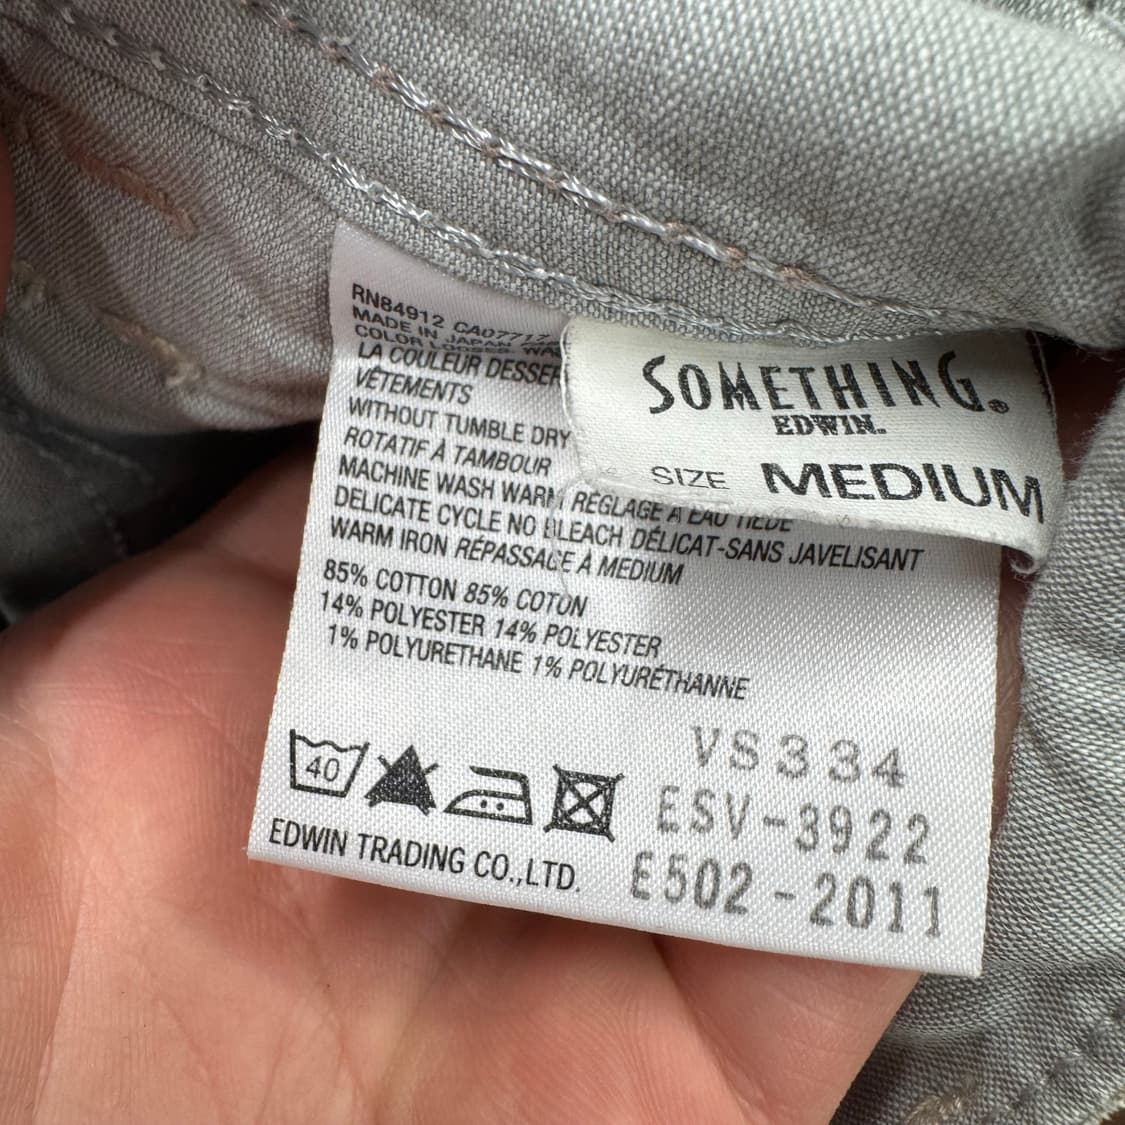 RN84912 CA07717
MADE IN JAPAN
COLOR
LA COULEUR
VÊTEMENTS
WITHOUT TUMBLE DRY
ROTATIF À TAMBOUR
MACHINE WASH WARM RÉGLAGE À EAU TIÈDE
DELICATE CYCLE NO BLEACH DÉLICAT-SANS JAVELISANT
WARM IRON RÉPASSAGE À MEDIUM
85% COTTON 85% COTON
14% POLYESTER 14% POLYESTER
1% POLYURETHANE 1% POLYURÉTHANNE
40
EDWIN TRADING CO.,LTD.
VS334
ESV-3922
E502-2011
SOMETHING®
EDWIN.
SIZE MEDIUM